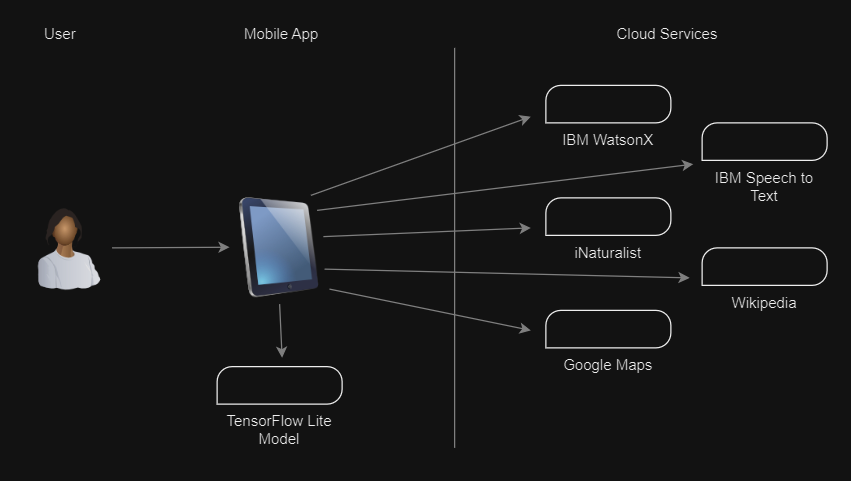 User
Mobile App
Cloud Services
IBM WatsonX
IBM Speech to
Text
iNaturalist
Wikipedia
Google Maps
TensorFlow Lite
Model